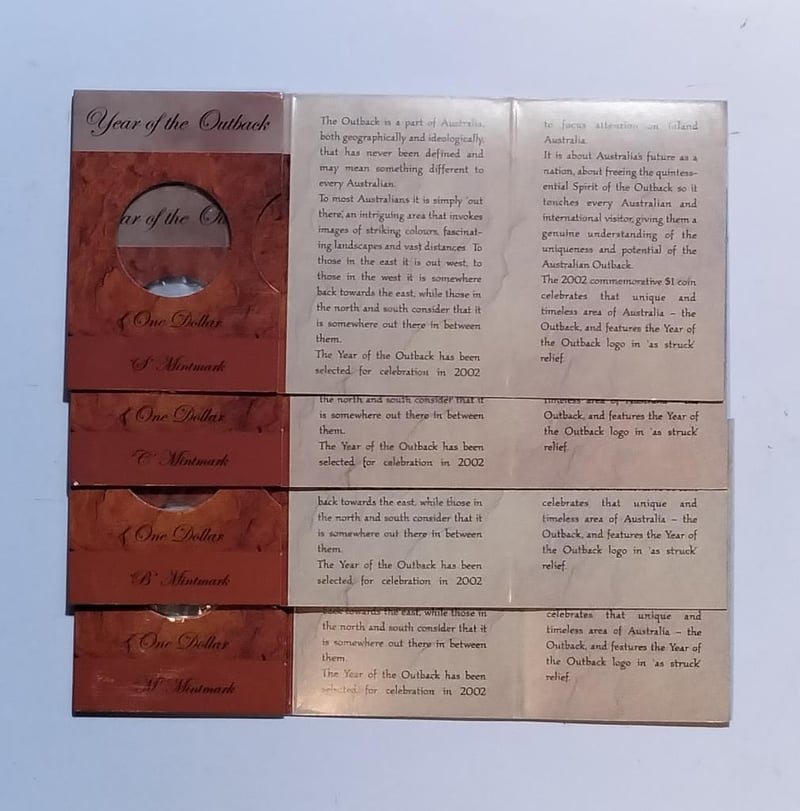 Year of the Outback
ar of the Ou
One Dollar
'S' Mintmark
The Outback is a part of Australia,
both geographically and ideologically,
that has never been defined and
may mean something different to
every Australian.
To most Australians it is simply 'out
there', an intriguing area that invokes
images of striking colours, fascinat-
ing landscapes and vast distances. To
those in the east it is out west, to
those in the west it is somewhere
back towards the east, while those in
the north and south consider that it
is somewhere out there in between
them.
The Year of the Outback has been
selected for celebration in 2002
to focus attention on Inland
Australia.
It is about Australia's future as a
nation, about freeing the quintess-
ential Spirit of the Outback so it
touches every Australian and
international visitor, giving them a
genuine understanding of the
uniqueness and potential of the
Australian Outback.
The 2002 commemorative $1 coin
celebrates that unique and
timeless area of Australia – the
Outback, and features the Year of
the Outback logo in 'as struck'
relief.
One Dollar
'C' Mintmark
the north and south consider that it
is somewhere out there in between
them.
The Year of the Outback has been
selected for celebration in 2002
timeless area of Australia – the
Outback, and features the Year of
the Outback logo in 'as struck'
relief.
One Dollar
'B' Mintmark
back towards the east, while those in
the north and south consider that it
is somewhere out there in between
them.
The Year of the Outback has been
selected for celebration in 2002
celebrates that unique and
timeless area of Australia – the
Outback, and features the Year of
the Outback logo in 'as struck'
relief.
One Dollar
'M' Mintmark
back towards the east, while those in
the north and south consider that it
is somewhere out there in between
them.
The Year of the Outback has been
selected for celebration in 2002
celebrates that unique and
timeless area of Australia – the
Outback, and features the Year of
the Outback logo in 'as struck'
relief.